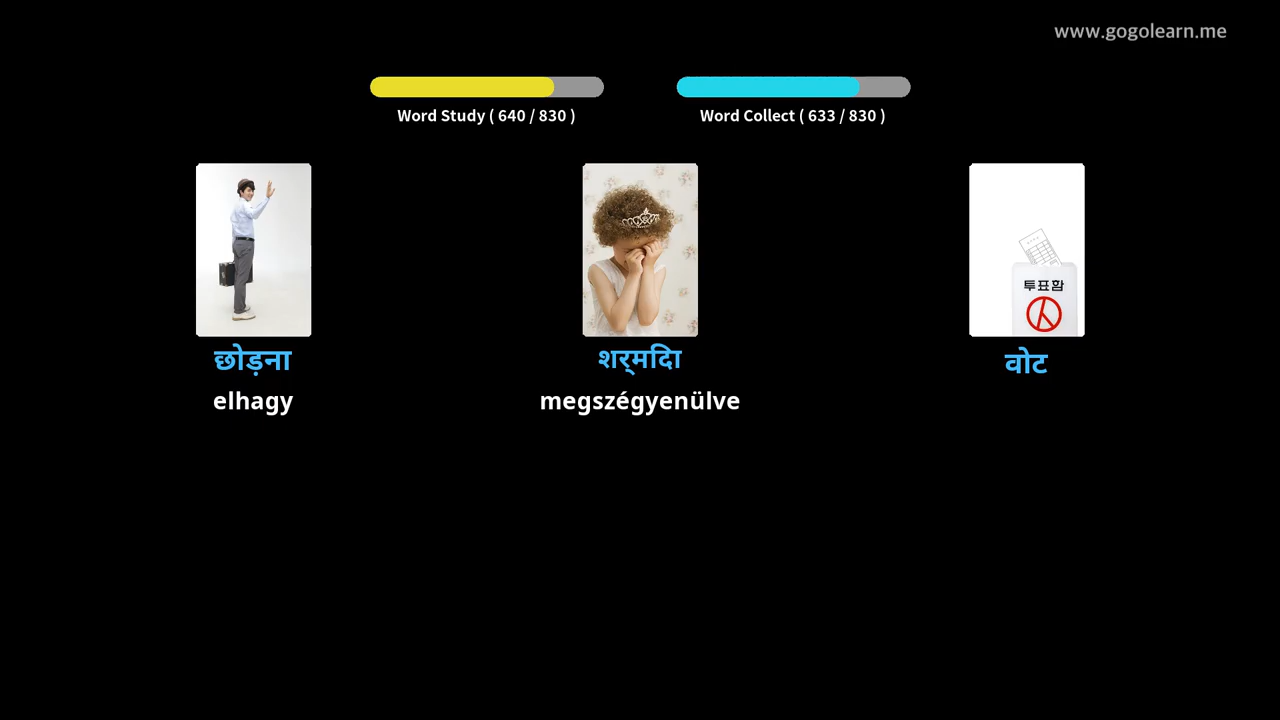 www.gogolearn.me
Word Study ( 640 / 830 )
Word Collect ( 633 / 830 )
투표함
छोड़ना
शर्मिंदा
वोट
elhagy
megszégyenülve